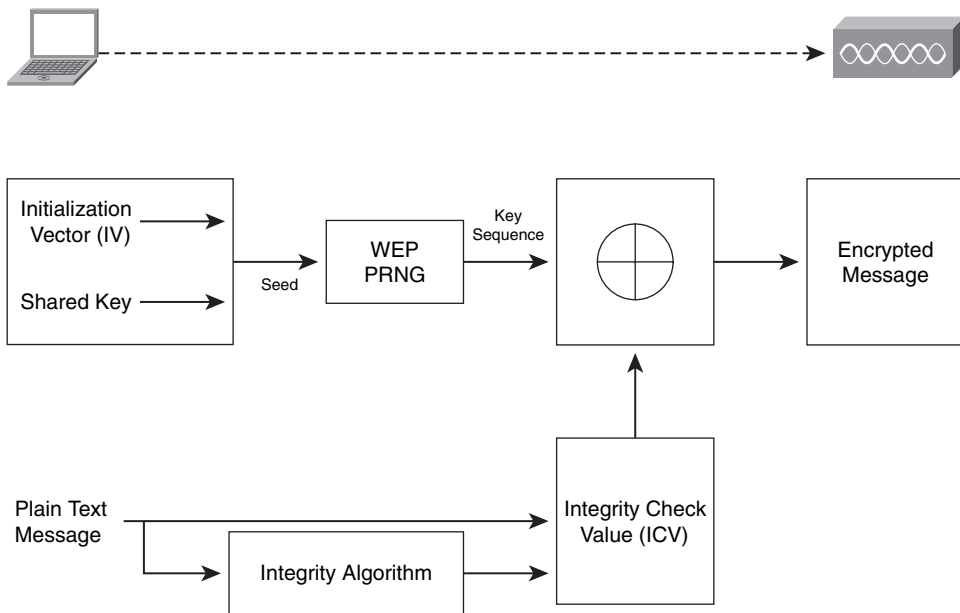 Initialization
Vector (IV)
Shared Key
Seed
WEP
PRNG
Key
Sequence
Encrypted
Message
Plain Text
Message
Integrity Algorithm
Integrity Check
Value (ICV)